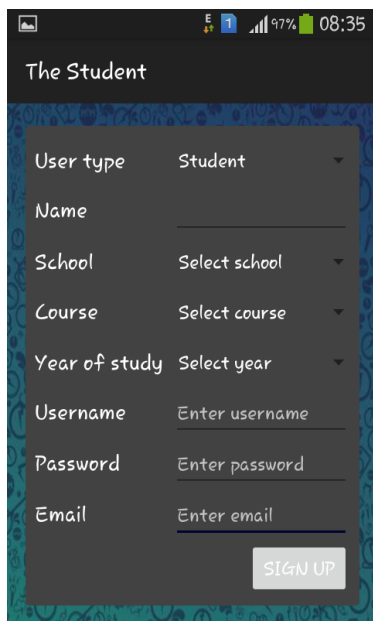 E 1 97% 08:35
The Student
User type Student
Name
School Select school
Course Select course
Year of study Select year
Username Enter username
Password Enter password
Email Enter email
SIGN UP